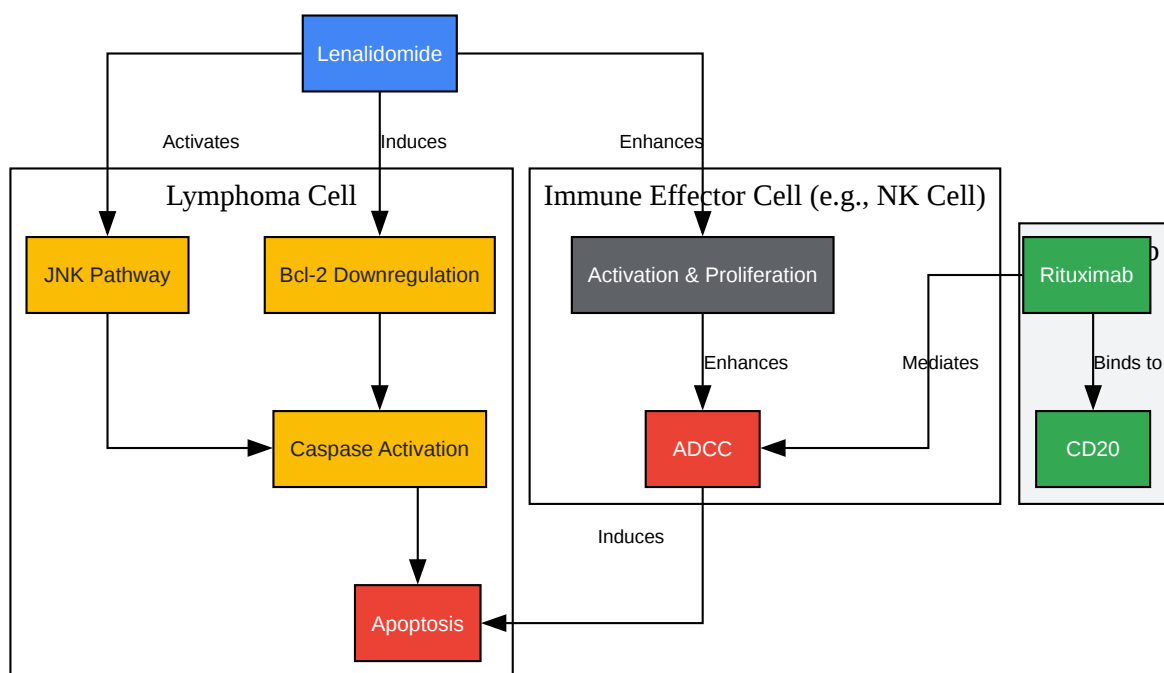 Lenalidomide
Activates
Induces
Enhances
Lymphoma Cell
Immune Effector Cell (e.g., NK Cell)
JNK Pathway
Bcl-2 Downregulation
Activation & Proliferation
Rituximab
Enhances
Mediates
Binds to
Caspase Activation
ADCC
CD20
Induces
Apoptosis